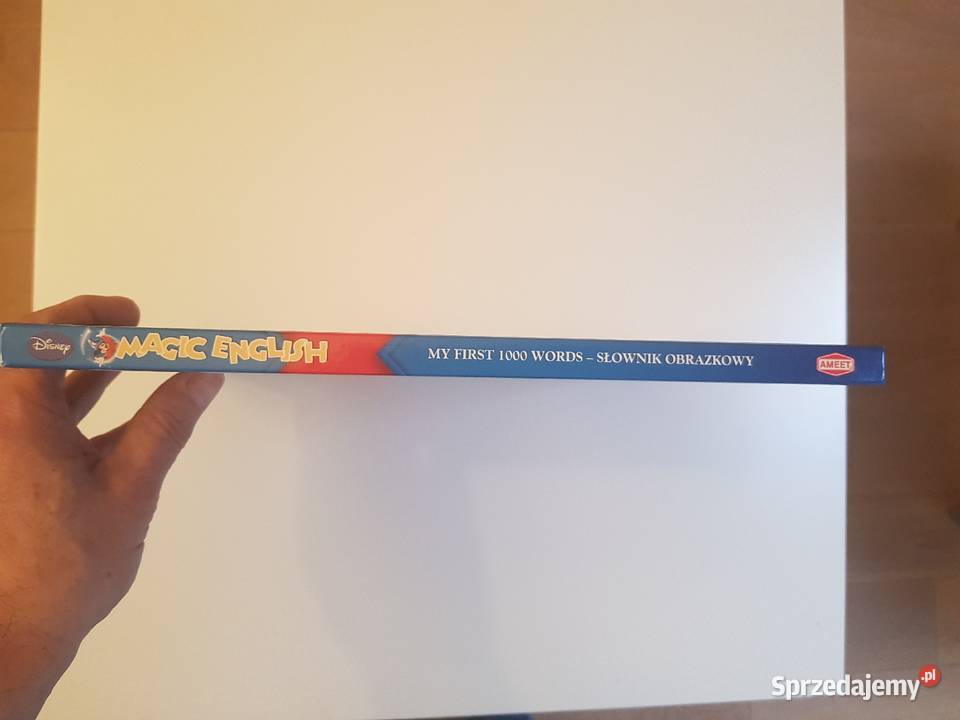 Disney
MAGIC ENGLISH
MY FIRST 1000 WORDS – SŁOWNIK OBRAZKOWY
AMEET
Sprzedajemy.pl